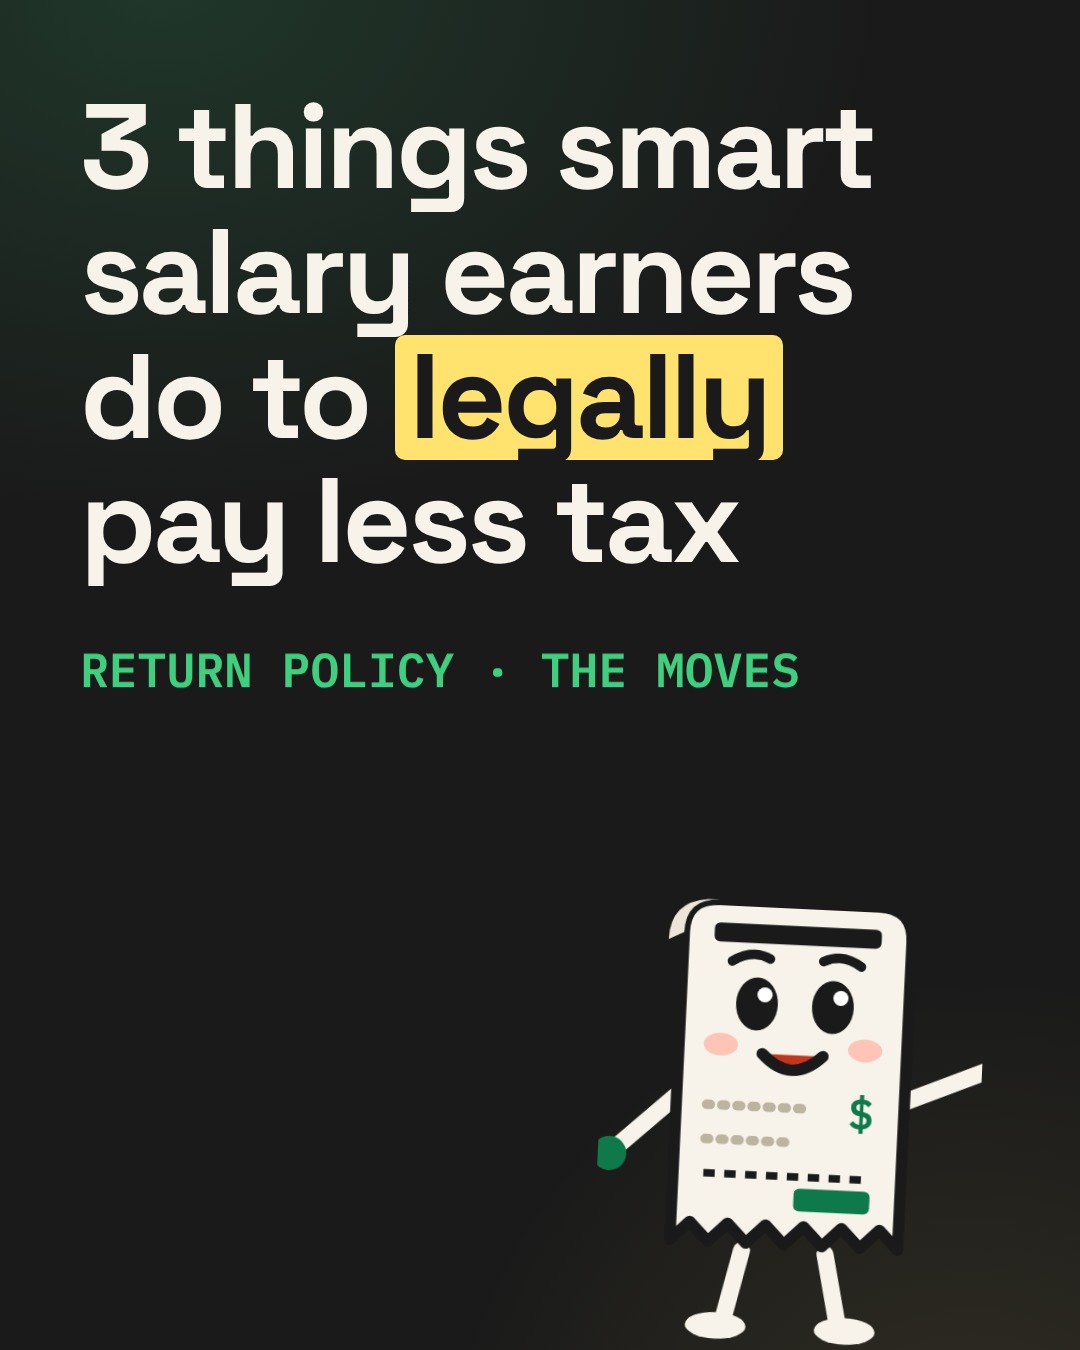 3 things smart
salary earners
do to legally
pay less tax
RETURN POLICY · THE MOVES
$